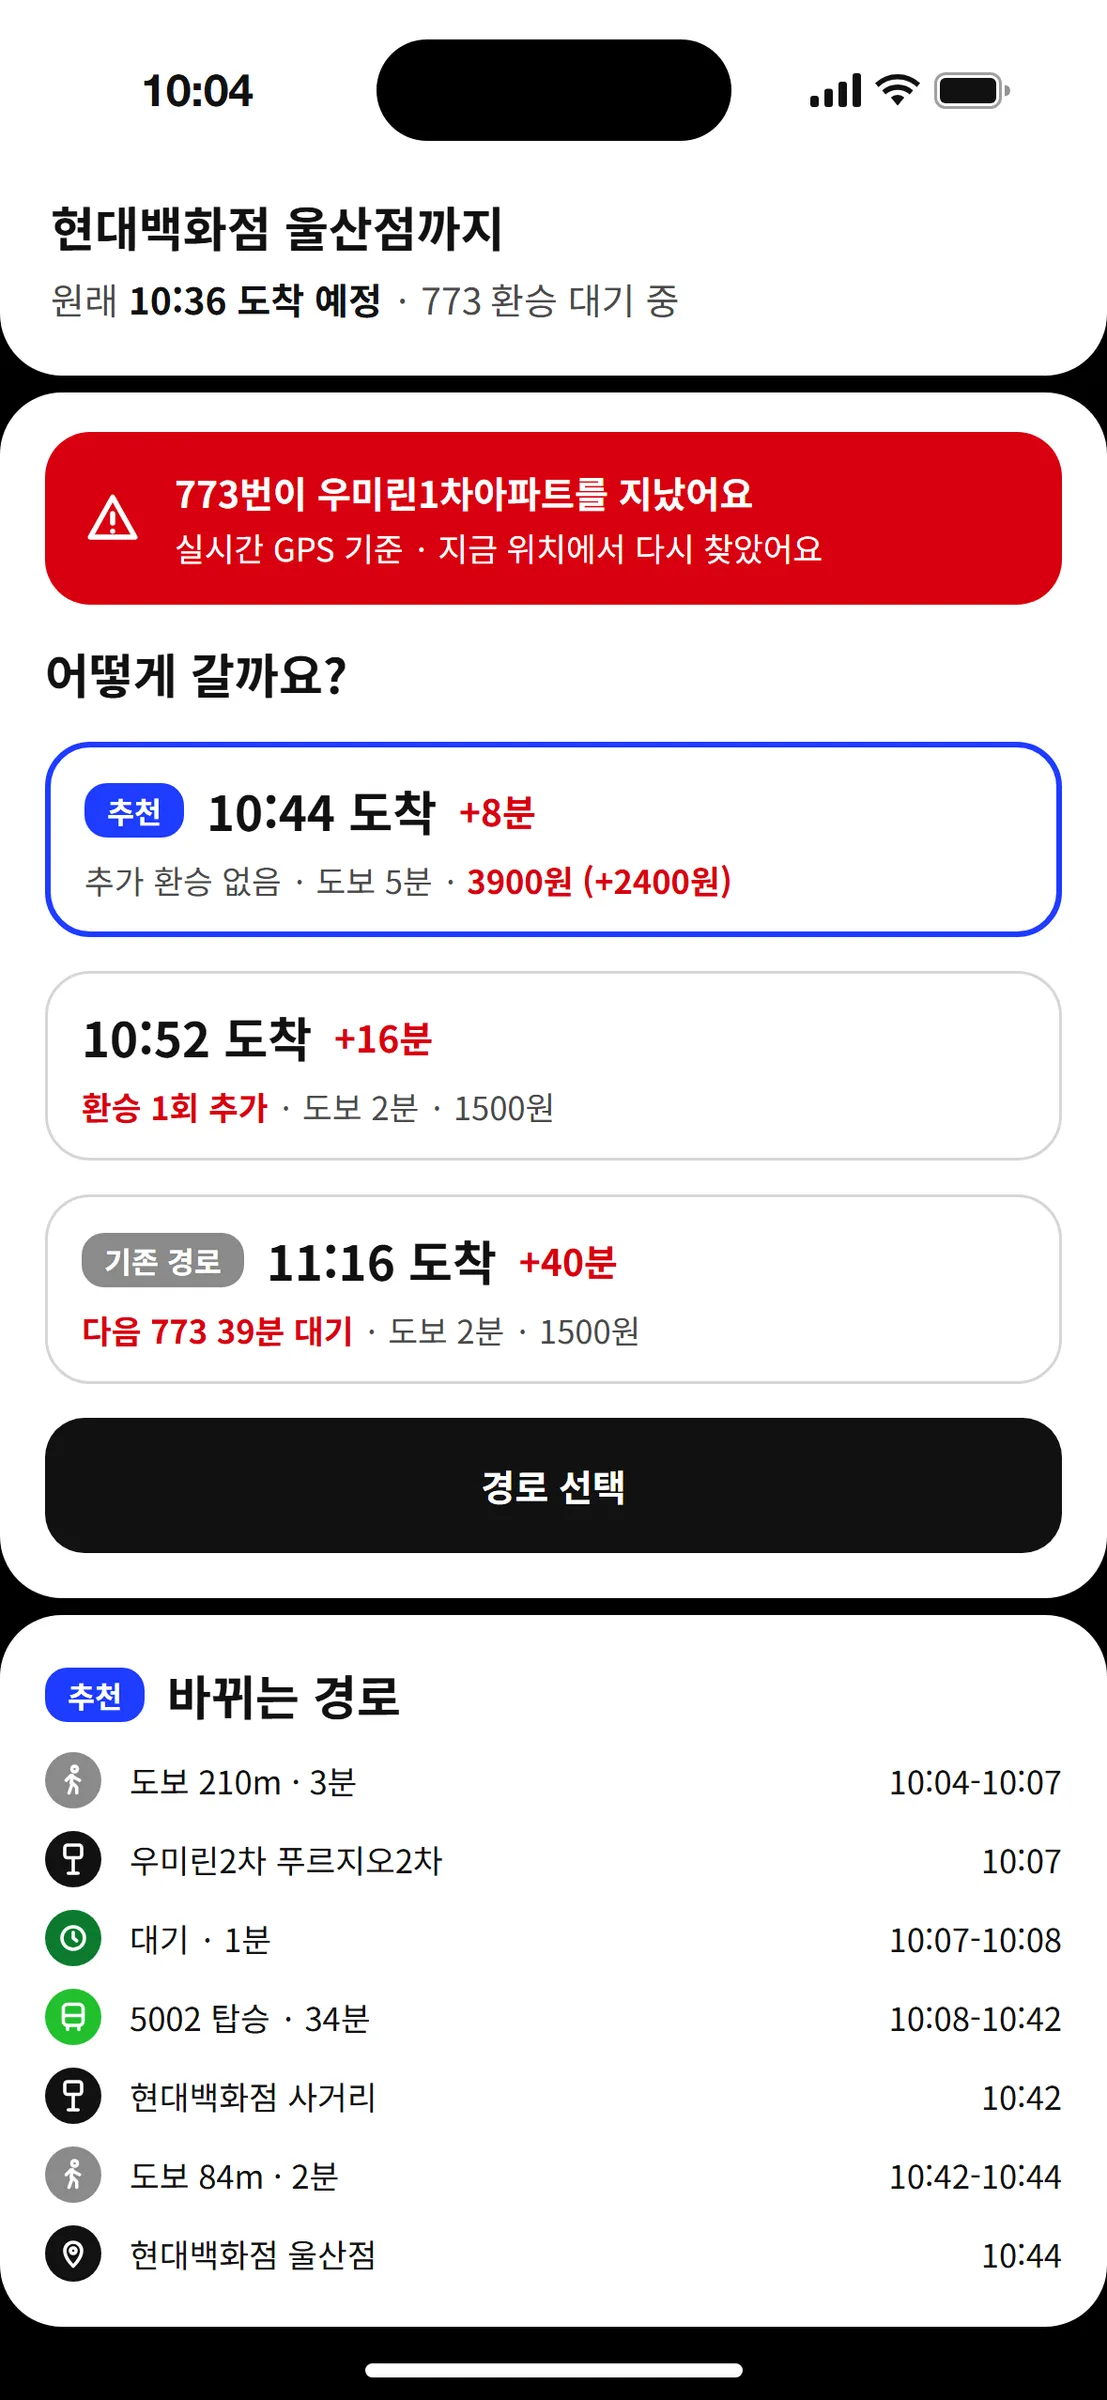 10:04
현대백화점 울산점까지
원래 10:36 도착 예정 · 773 환승 대기 중
773번이 우미린1차아파트를 지났어요
실시간 GPS 기준 · 지금 위치에서 다시 찾았어요
어떻게 갈까요?
추천 10:44 도착 +8분
추가 환승 없음 · 도보 5분 · 3900원 (+2400원)
10:52 도착 +16분
환승 1회 추가 · 도보 2분 · 1500원
기존 경로 11:16 도착 +40분
다음 773 39분 대기 · 도보 2분 · 1500원
경로 선택
추천 바뀌는 경로
도보 210m · 3분 10:04-10:07
우미린2차 푸르지오2차 10:07
대기 · 1분 10:07-10:08
5002 탑승 · 34분 10:08-10:42
현대백화점 사거리 10:42
도보 84m · 2분 10:42-10:44
현대백화점 울산점 10:44